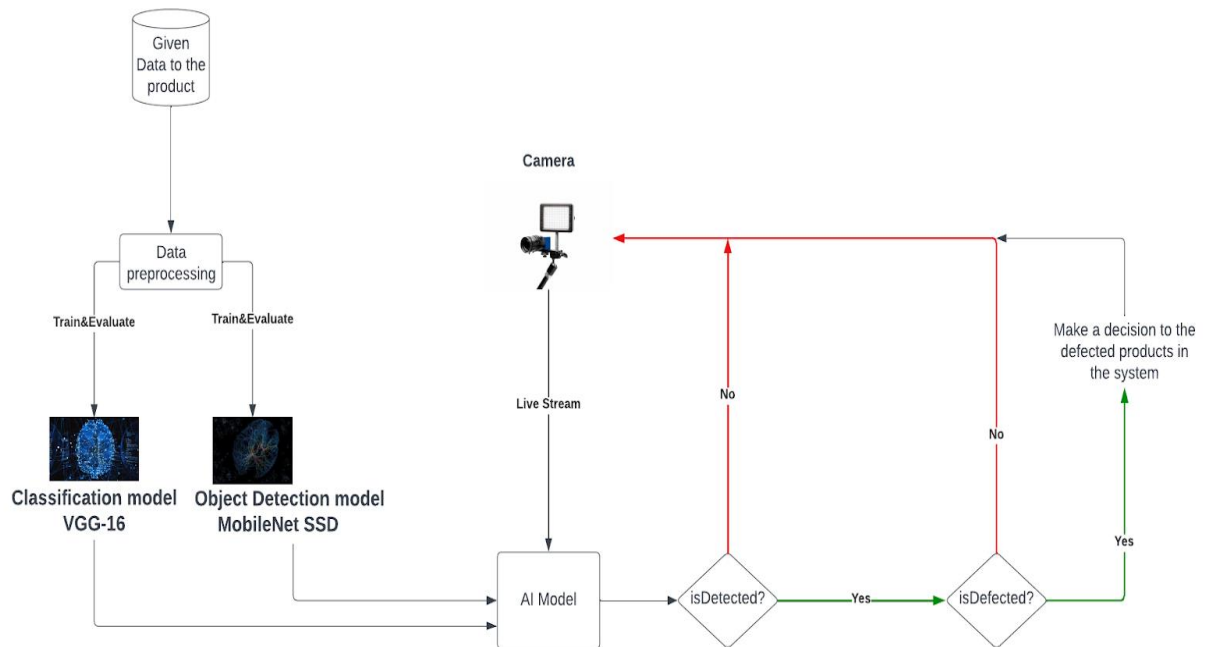 Given
Data to the
product
Camera
Data
preprocessing
Train&Evaluate
Train&Evaluate
Make a decision to the
defected products in
the system
No
Live Stream
No
Classification model
VGG-16
Object Detection model
MobileNet SSD
Yes
AI Model
isDetected?
Yes
isDefected?